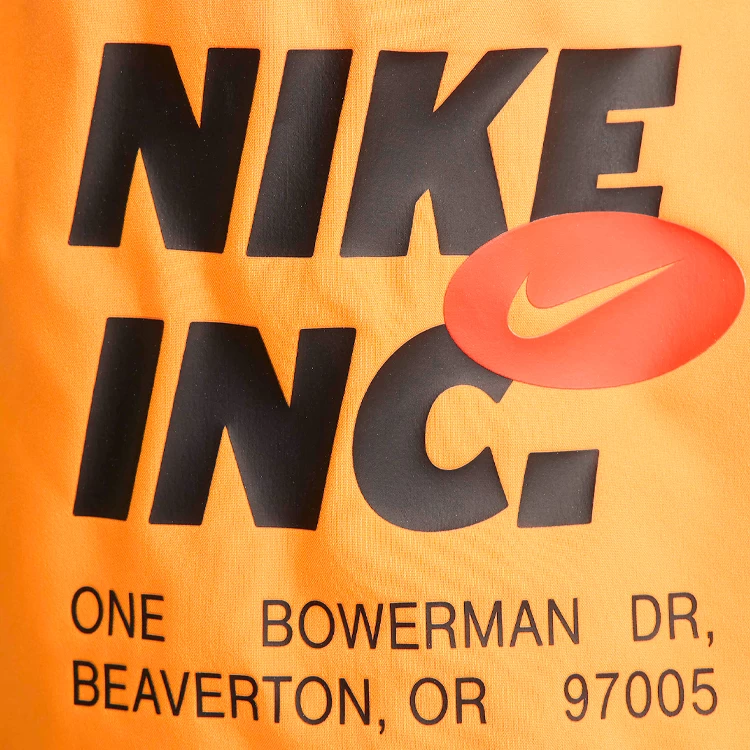 NIKE
INC.
ONE BOWERMAN DR,
BEAVERTON, OR 97005